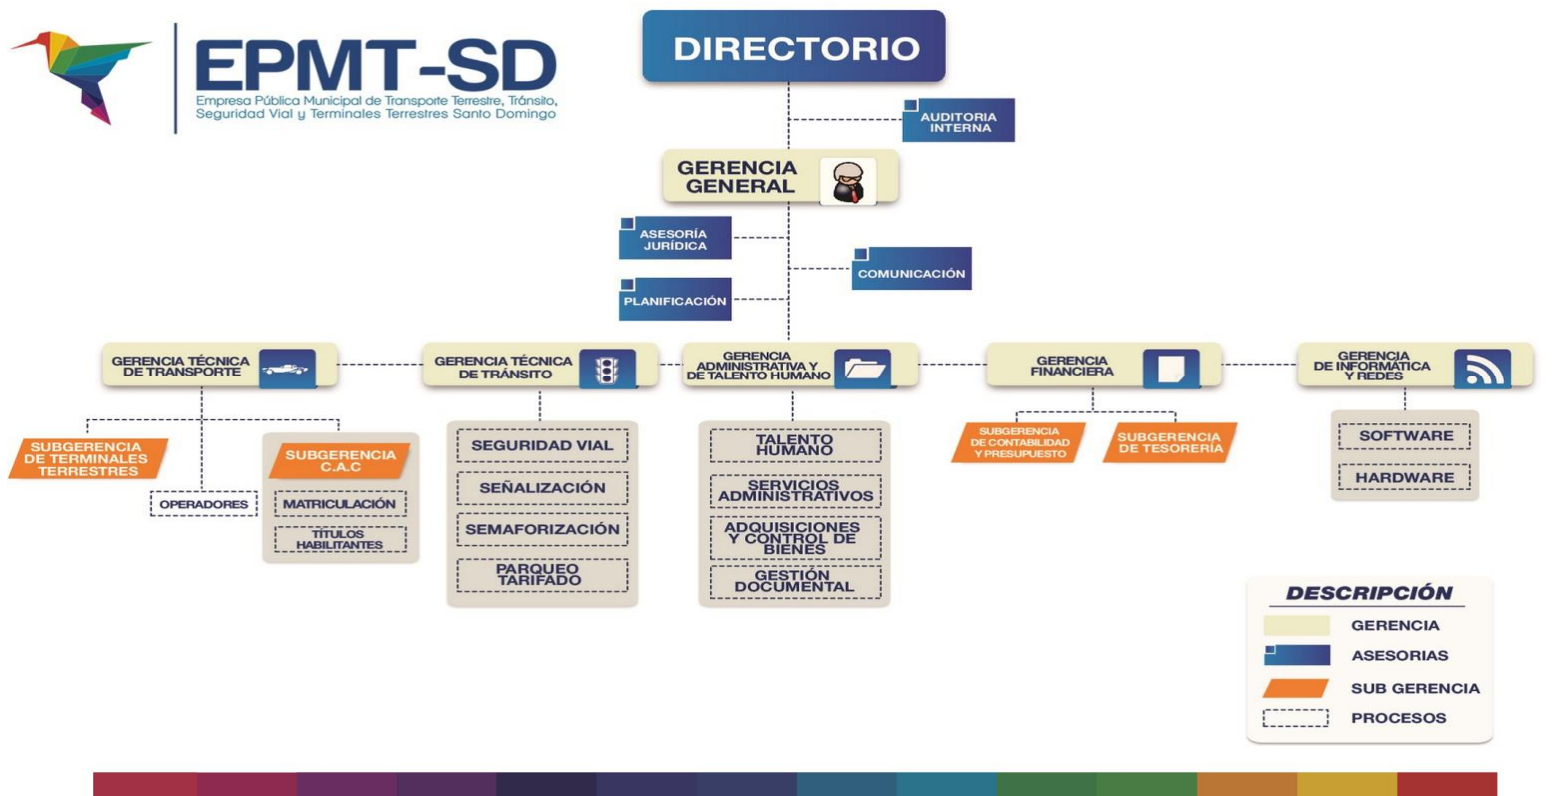 EPMT-SD
Empresa Pública Municipal de Transporte Terrestre, Tránsito,
Seguridad Vial y Terminales Terrestres Santo Domingo
DIRECTORIO
AUDITORIA
INTERNA
GERENCIA
GENERAL
ASESORÍA
JURÍDICA
COMUNICACIÓN
PLANIFICACIÓN
GERENCIA TÉCNICA
DE TRANSPORTE
GERENCIA TÉCNICA
DE TRÁNSITO
GERENCIA
ADMINISTRATIVA Y
DE TALENTO HUMANO
GERENCIA
FINANCIERA
GERENCIA
DE INFORMÁTICA
Y REDES
SUBGERENCIA
DE TERMINALES
TERRESTRES
OPERADORES
SUBGERENCIA
C.A.C
MATRICULACIÓN
TÍTULOS
HABILITANTES
SEGURIDAD VIAL
SEÑALIZACIÓN
SEMAFORIZACIÓN
PARQUEO
TARIFADO
TALENTO
HUMANO
SERVICIOS
ADMINISTRATIVOS
ADQUISICIONES
Y CONTROL DE
BIENES
GESTIÓN
DOCUMENTAL
SUBGERENCIA
DE CONTABILIDAD
Y PRESUPUESTO
SUBGERENCIA
DE TESORERÍA
SOFTWARE
HARDWARE
DESCRIPCIÓN
GERENCIA
ASESORIAS
SUB GERENCIA
PROCESOS